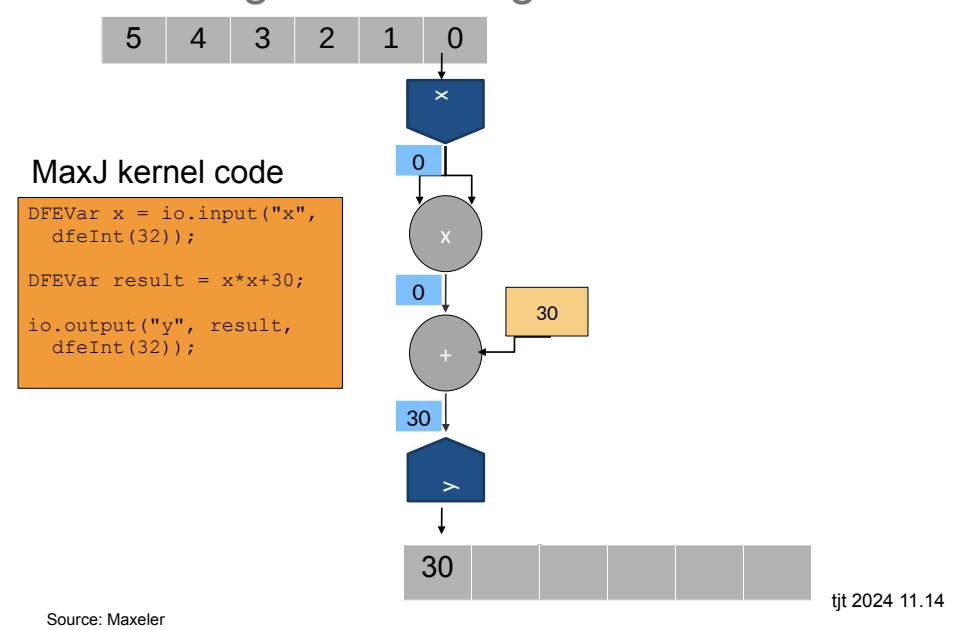 5 4 3 2 1 0
x
0
MaxJ kernel code
DFEVar x = io.input("x",
dfeInt(32));
DFEVar result = x*x+30;
io.output("y", result,
dfeInt(32));
x
0
30
+
30
y
30
tjt 2024 11.14
Source: Maxeler